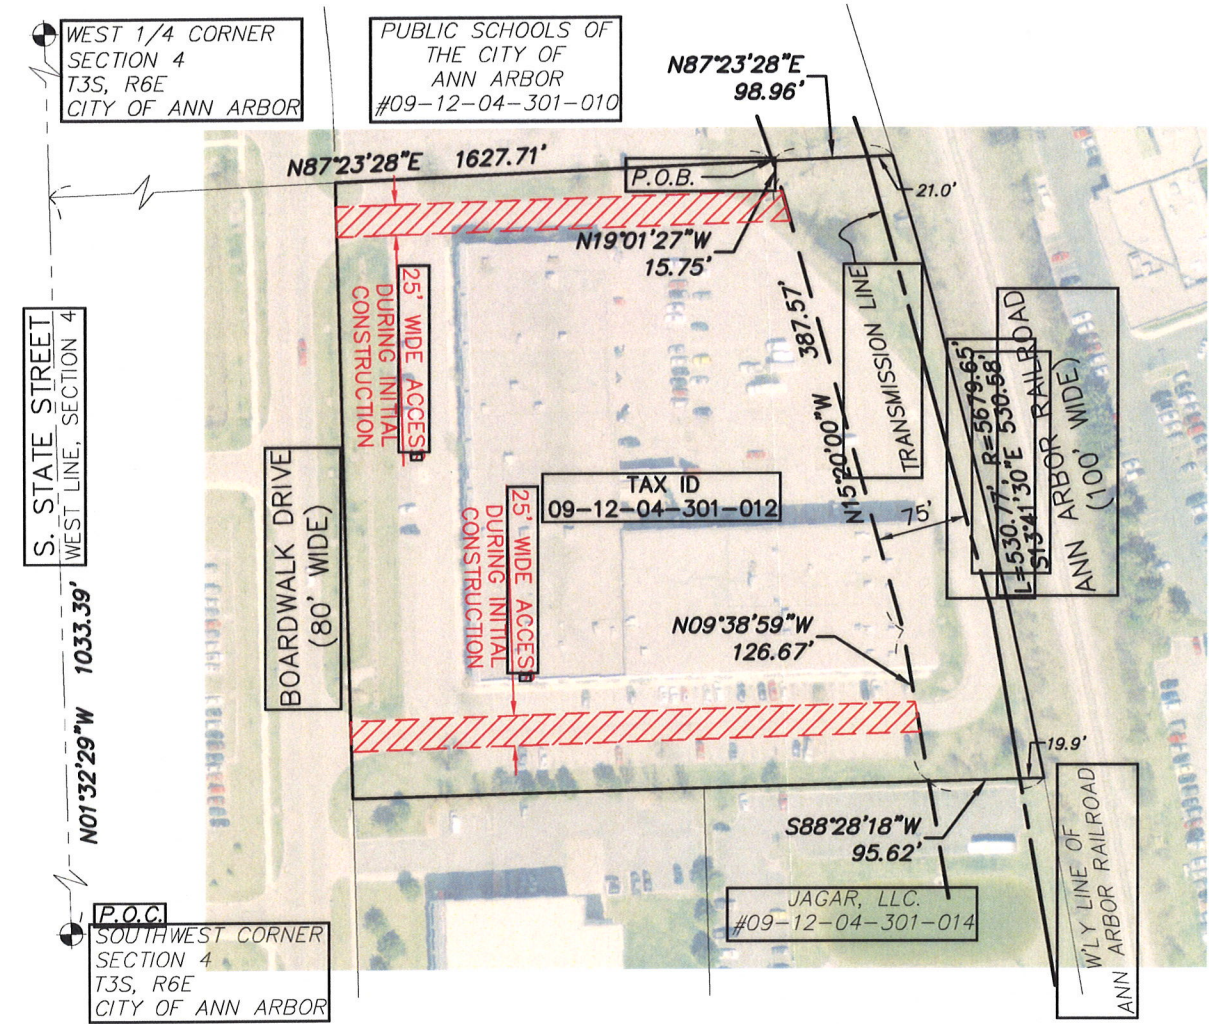 WEST 1/4 CORNER
SECTION 4
T3S, R6E
CITY OF ANN ARBOR
PUBLIC SCHOOLS OF
THE CITY OF
ANN ARBOR
#09-12-04-301-010
N87°23'28"E
98.96'
N87°23'28"E 1627.71'
P.O.B.
21.0'
N19°01'27"W
15.75'
25' WIDE ACCESS
DURING INITIAL
CONSTRUCTION
387.57'
N15°20'00"W
TRANSMISSION LINE
L=530.77', R=5679.65'
S13°41'30"E 530.58'
ANN ARBOR RAILROAD
(100' WIDE)
S. STATE STREET
WEST LINE, SECTION 4
BOARDWALK DRIVE
(80' WIDE)
TAX ID
09-12-04-301-012
25' WIDE ACCESS
DURING INITIAL
CONSTRUCTION
75'
N09°38'59"W
126.67'
N01°32'29"W 1033.39'
19.9'
S88°28'18"W
95.62'
JAGAR, LLC.
#09-12-04-301-014
W'LY LINE OF
ANN ARBOR RAILROAD
P.O.C.
SOUTHWEST CORNER
SECTION 4
T3S, R6E
CITY OF ANN ARBOR